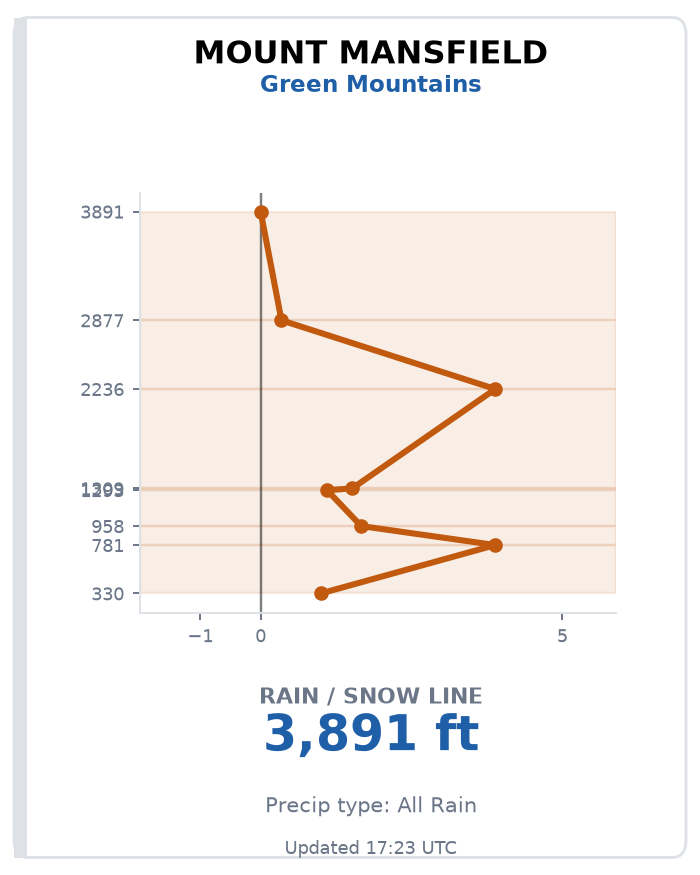 MOUNT MANSFIELD
Green Mountains
3891
2877
2236
958
781
330
−1
0
5
RAIN / SNOW LINE
3,891 ft
Precip type: All Rain
Updated 17:23 UTC